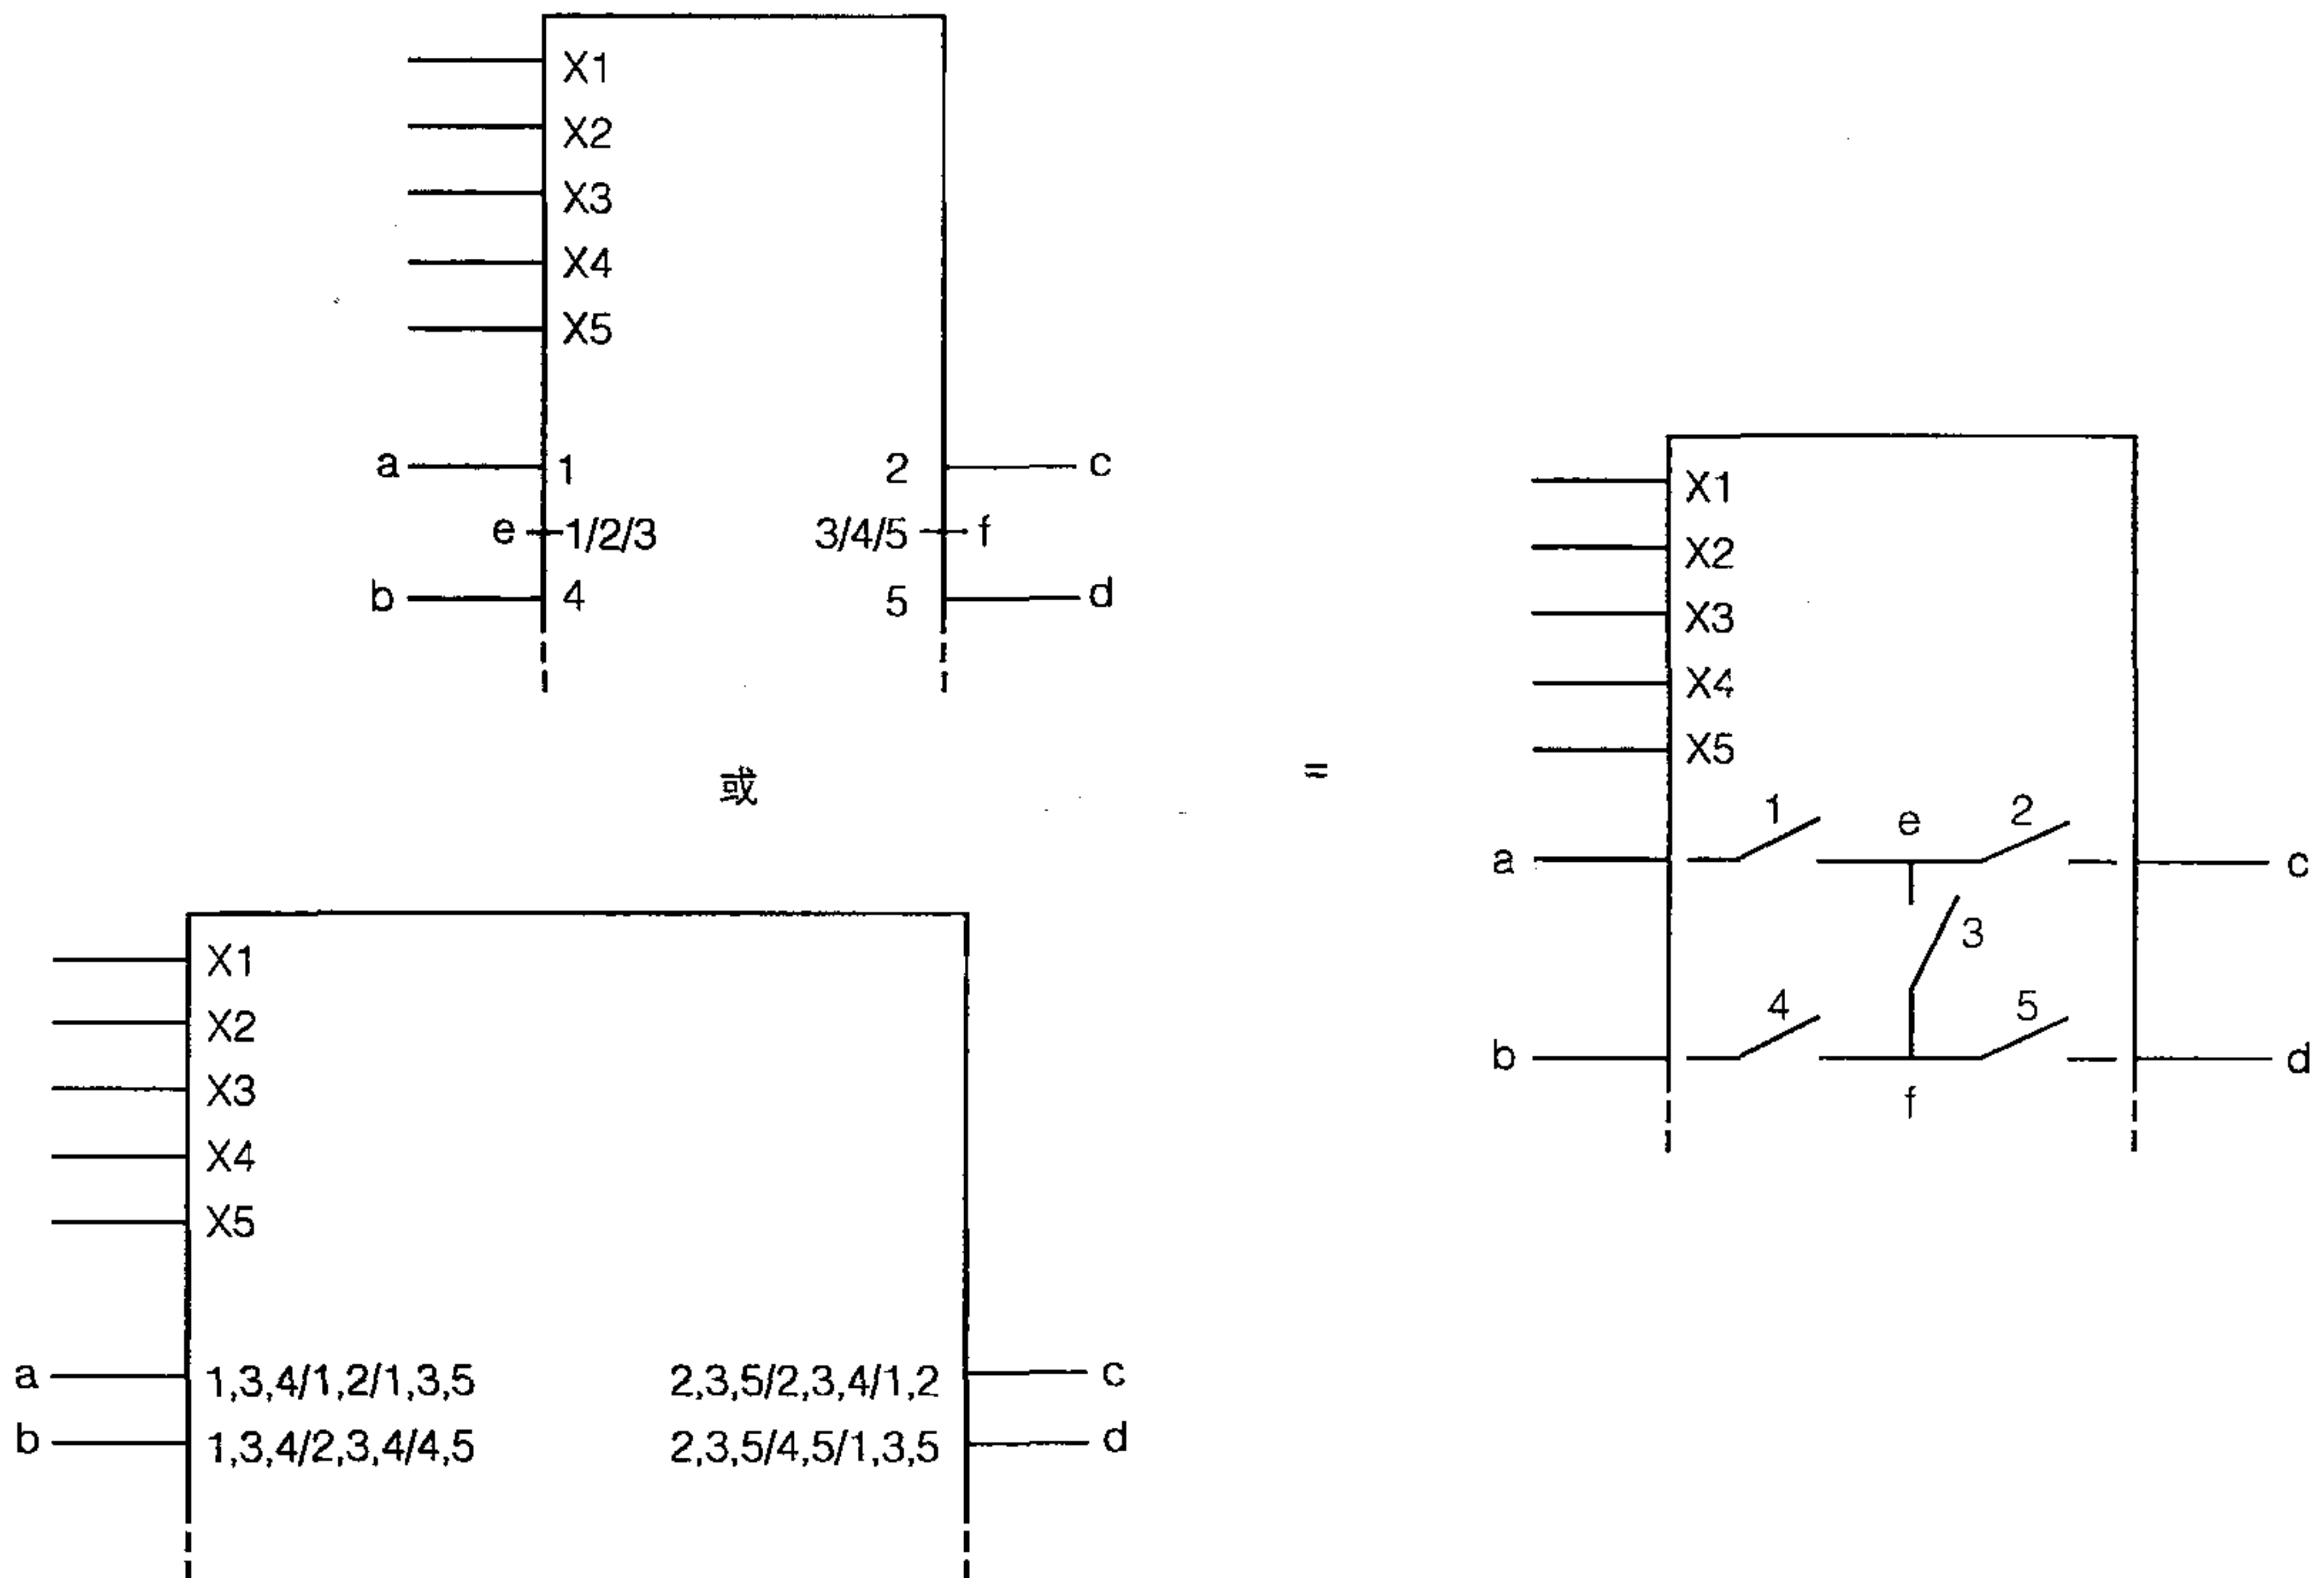 X1
X2
X3
X4
X5
a 1 2 c
e 1/2/3 3/4/5 f
b 4 5 d
或
=
X1
X2
X3
X4
X5
a 1,3,4/1,2/1,3,5 2,3,5/2,3,4/1,2 c
b 1,3,4/2,3,4/4,5 2,3,5/4,5/1,3,5 d
X1
X2
X3
X4
X5
1 e 2
a c
3
4 5
b d
f